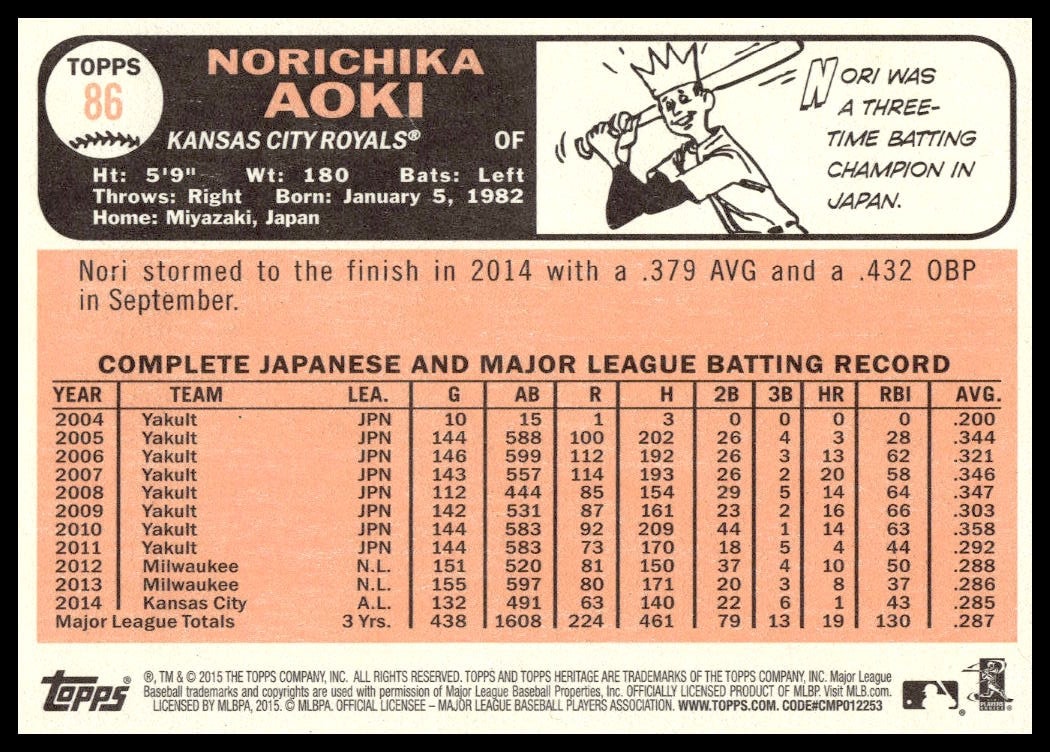 TOPPS
86
NORICHIKA
AOKI
KANSAS CITY ROYALS® OF
Ht: 5'9" Wt: 180 Bats: Left
Throws: Right Born: January 5, 1982
Home: Miyazaki, Japan
NORI WAS
A THREE-
TIME BATTING
CHAMPION IN
JAPAN.
Nori stormed to the finish in 2014 with a .379 AVG and a .432 OBP
in September.
COMPLETE JAPANESE AND MAJOR LEAGUE BATTING RECORD
YEAR TEAM LEA. G AB R H 2B 3B HR RBI AVG.
2004 Yakult JPN 10 15 1 3 0 0 0 0 .200
2005 Yakult JPN 144 588 100 202 26 4 3 28 .344
2006 Yakult JPN 146 599 112 192 26 3 13 62 .321
2007 Yakult JPN 143 557 114 193 26 2 20 58 .346
2008 Yakult JPN 112 444 85 154 29 5 14 64 .347
2009 Yakult JPN 142 531 87 161 23 2 16 66 .303
2010 Yakult JPN 144 583 92 209 44 1 14 63 .358
2011 Yakult JPN 144 583 73 170 18 5 4 44 .292
2012 Milwaukee N.L. 151 520 81 150 37 4 10 50 .288
2013 Milwaukee N.L. 155 597 80 171 20 3 8 37 .286
2014 Kansas City A.L. 132 491 63 140 22 6 1 43 .285
Major League Totals 3 Yrs. 438 1608 224 461 79 13 19 130 .287
TOPPS® ®, TM & © 2015 THE TOPPS COMPANY, INC. ALL RIGHTS RESERVED. TOPPS AND TOPPS HERITAGE ARE TRADEMARKS OF THE TOPPS COMPANY, INC. Major League
Baseball trademarks and copyrights are used with permission of Major League Baseball Properties, Inc. OFFICIALLY LICENSED PRODUCT OF MLBP. Visit MLB.com.
LICENSED BY MLBPA, 2015. © MLBPA. OFFICIAL LICENSEE – MAJOR LEAGUE BASEBALL PLAYERS ASSOCIATION. WWW.TOPPS.COM. CODE#CMP012253
PLAYERS
CHOICE